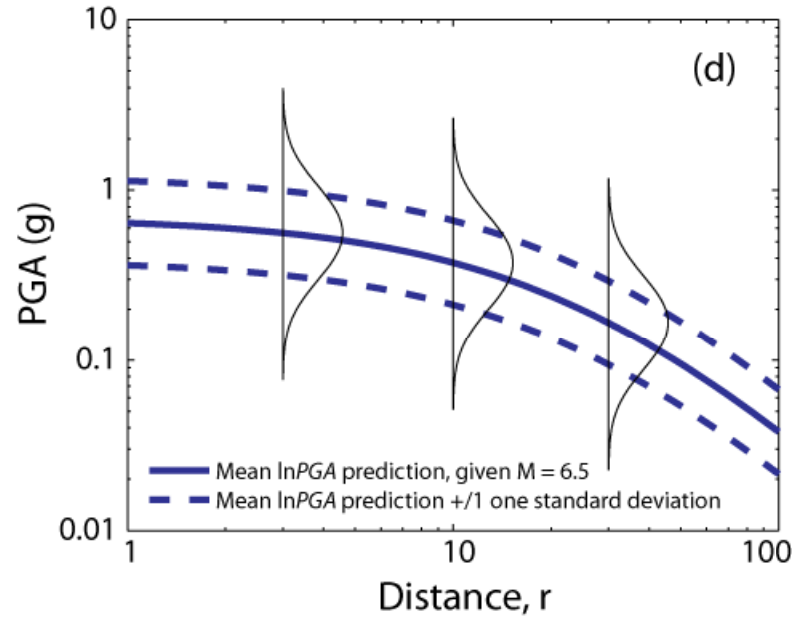 (d)
10
1
0.1
0.01
PGA (g)
Mean lnPGA prediction, given M = 6.5
Mean lnPGA prediction +/1 one standard deviation
1
10
100
Distance, r